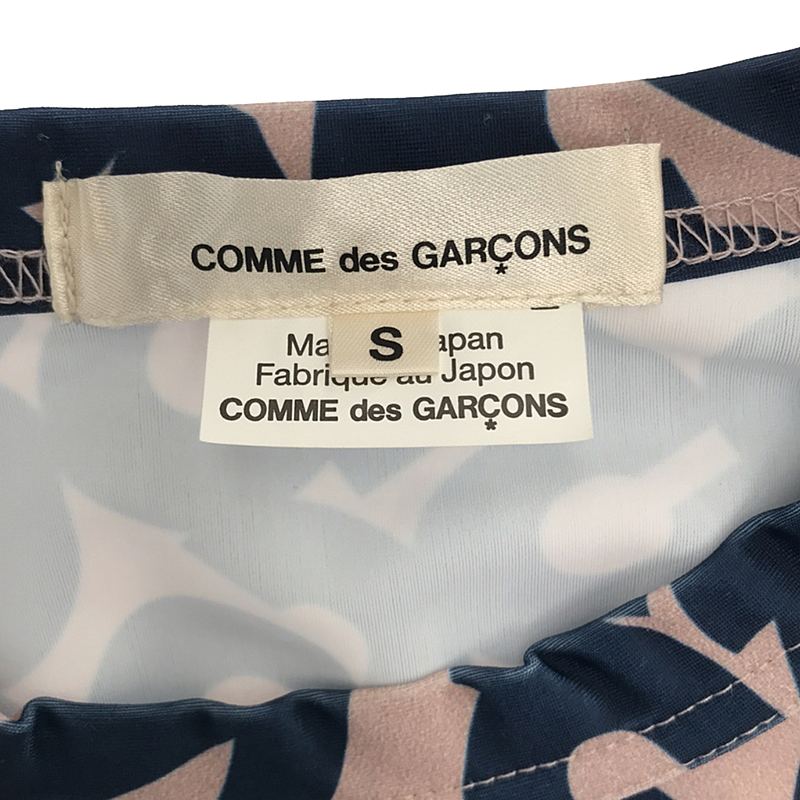 COMME des GARÇONS
*
S
Ma apan
Fabrique au Japon
COMME des GARÇONS
*